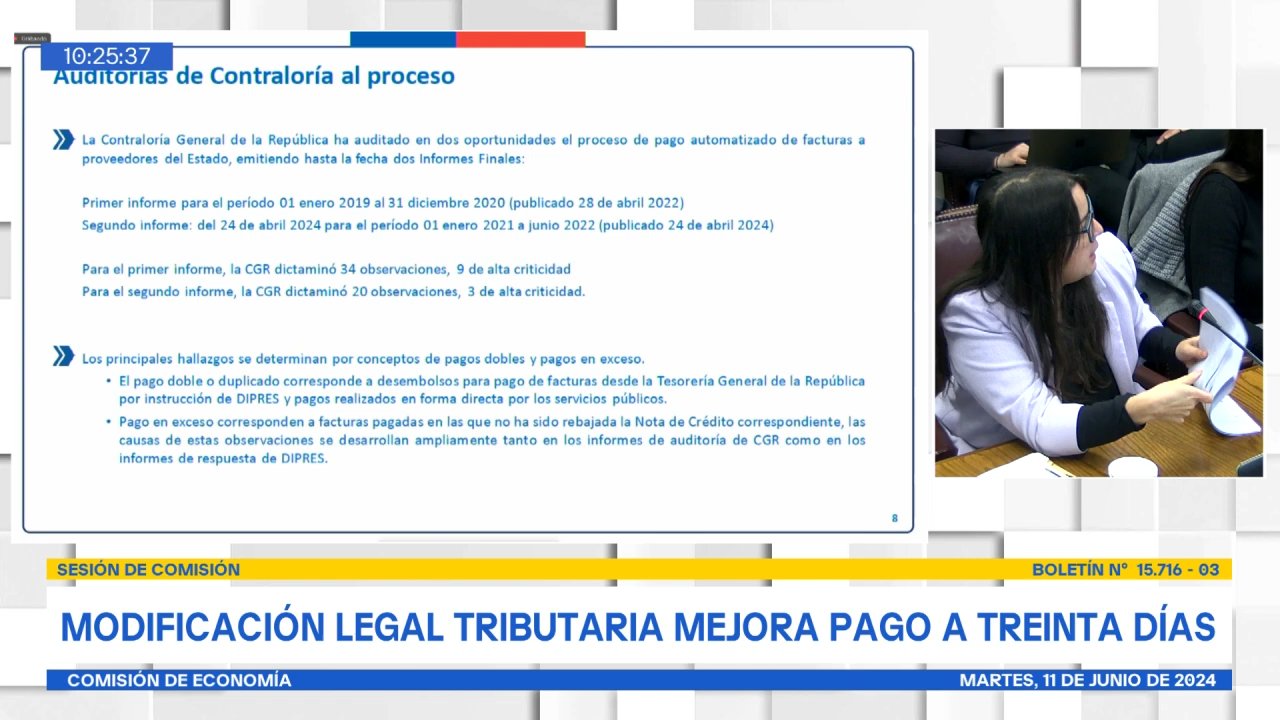 10:25:37
Auditorías de Contraloría al proceso
La Contraloría General de la República ha auditado en dos oportunidades el proceso de pago automatizado de facturas a
proveedores del Estado, emitiendo hasta la fecha dos Informes Finales:
Primer informe para el período 01 enero 2019 al 31 diciembre 2020 (publicado 28 de abril 2022)
Segundo informe: del 24 de abril 2024 para el período 01 enero 2021 a junio 2022 (publicado 24 de abril 2024)
Para el primer informe, la CGR dictaminó 34 observaciones, 9 de alta criticidad
Para el segundo informe, la CGR dictaminó 20 observaciones, 3 de alta criticidad.
Los principales hallazgos se determinan por conceptos de pagos dobles y pagos en exceso.
• El pago doble o duplicado corresponde a desembolsos para pago de facturas desde la Tesorería General de la República
por instrucción de DIPRES y pagos realizados en forma directa por los servicios públicos.
• Pago en exceso corresponden a facturas pagadas en las que no ha sido rebajada la Nota de Crédito correspondiente, las
causas de estas observaciones se desarrollan ampliamente tanto en los informes de auditoría de CGR como en los
informes de respuesta de DIPRES.
8
SESIÓN DE COMISIÓN
BOLETÍN N° 15.716 - 03
MODIFICACIÓN LEGAL TRIBUTARIA MEJORA PAGO A TREINTA DÍAS
COMISIÓN DE ECONOMÍA
MARTES, 11 DE JUNIO DE 2024